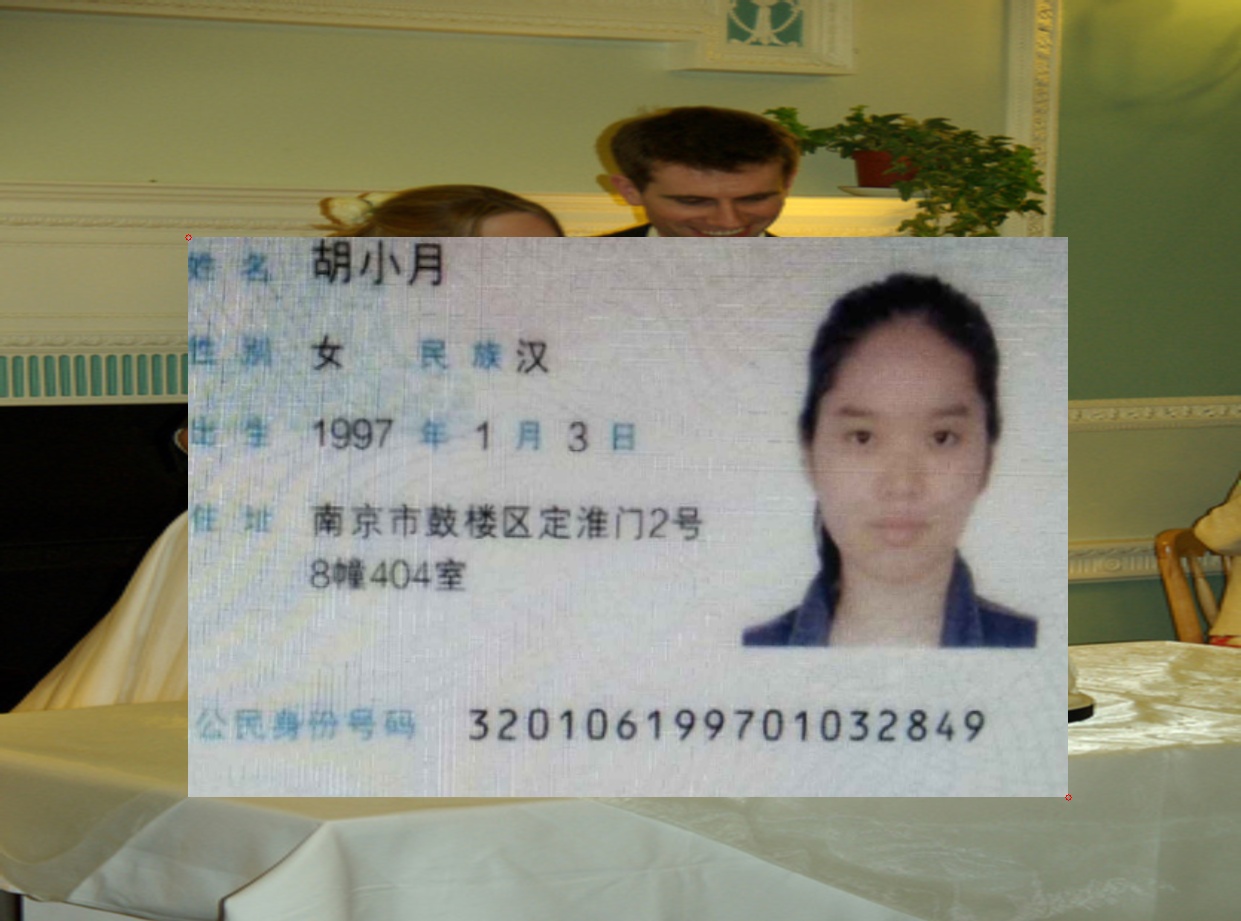 姓名 胡小月
性别 女 民族 汉
出生 1997 年 1 月 3 日
住址 南京市鼓楼区定淮门2号
8幢404室
公民身份号码 320106199701032849